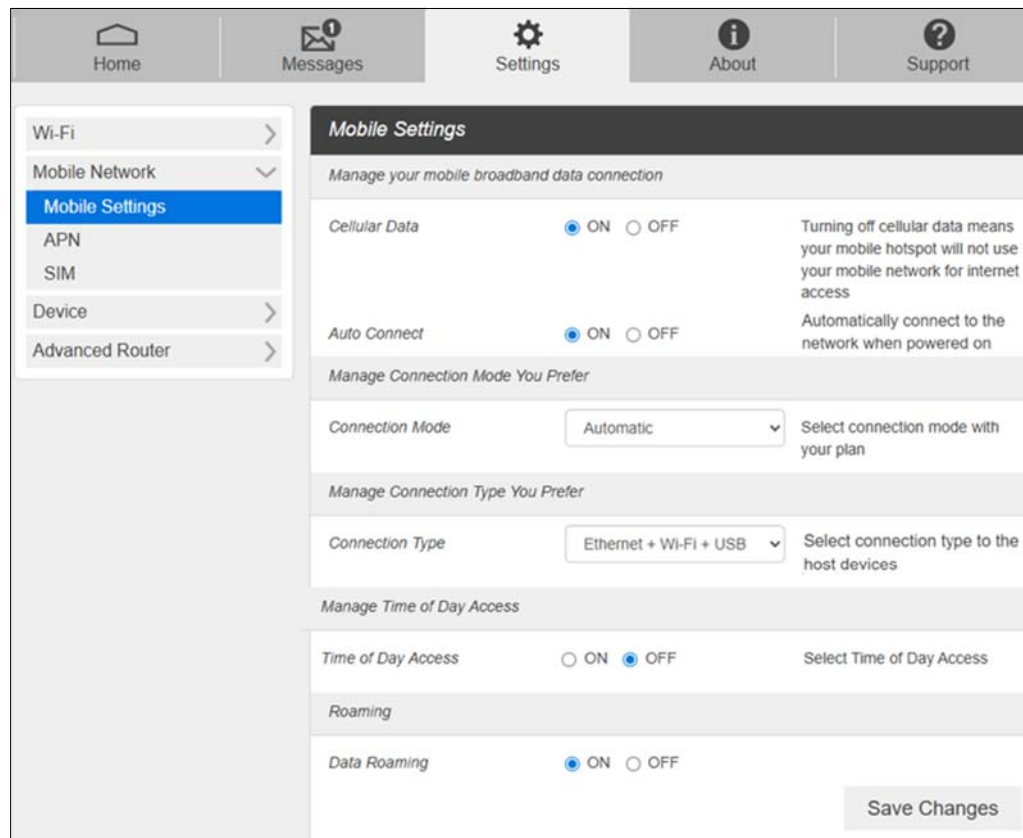 Home
1
Messages
Settings
About
Support
Wi-Fi
Mobile Network
Mobile Settings
APN
SIM
Device
Advanced Router
Mobile Settings
Manage your mobile broadband data connection
Cellular Data
ON OFF
Turning off cellular data means
your mobile hotspot will not use
your mobile network for internet
access
Auto Connect
ON OFF
Automatically connect to the
network when powered on
Manage Connection Mode You Prefer
Connection Mode
Automatic
Select connection mode with
your plan
Manage Connection Type You Prefer
Connection Type
Ethernet + Wi-Fi + USB
Select connection type to the
host devices
Manage Time of Day Access
Time of Day Access
ON OFF
Select Time of Day Access
Roaming
Data Roaming
ON OFF
Save Changes